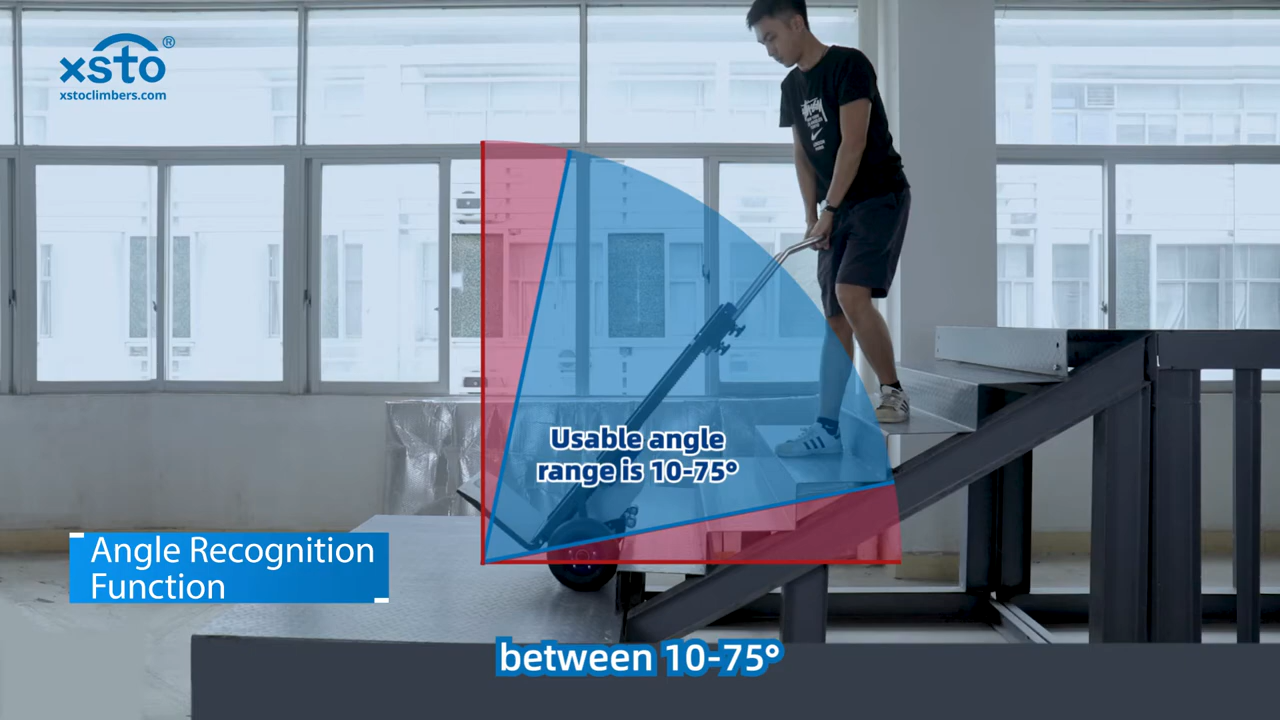 xsto®
xstoclimbers.com
Usable angle
range is 10-75°
Angle Recognition
Function
between 10-75°